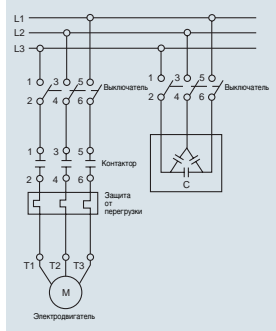 L1
L2
L3
1 3 5
Выключатель
2 4 6
1 3 5
Выключатель
2 4 6
C
1 3 5
Контактор
2 4 6
Защита
от
перегрузки
T1 T2 T3
M
Электродвигатель